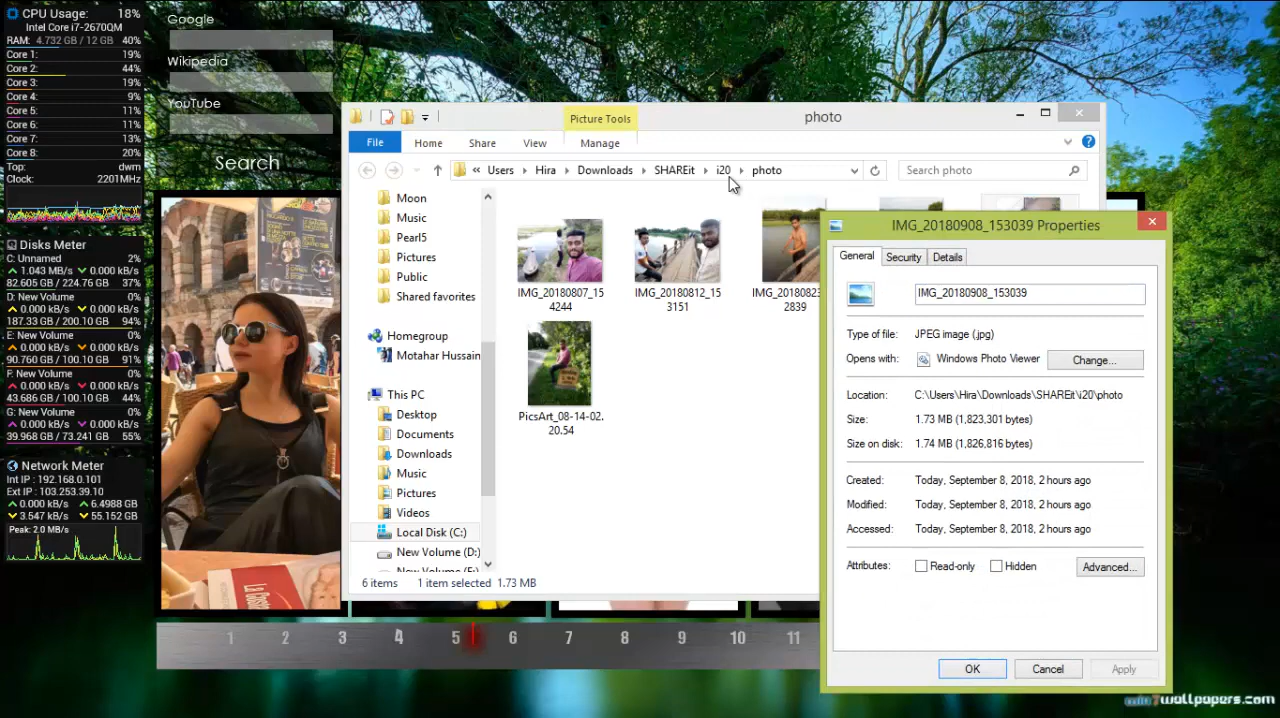 CPU Usage: 18%
Intel Core i7-2670QM
RAM: 4.732 GB / 12 GB 40%
Core 1: 19%
Core 2: 44%
Core 3: 19%
Core 4: 9%
Core 5: 11%
Core 6: 11%
Core 7: 13%
Core 8: 20%
Top: dwm
Clock: 2201MHz
Disks Meter
C: Unnamed 2%
1.043 MB/s 0.000 kB/s
82.605 GB / 224.76 GB 37%
D: New Volume 0%
0.000 kB/s 0.000 kB/s
187.33 GB / 200.10 GB 94%
E: New Volume 0%
0.000 kB/s 0.000 kB/s
90.760 GB / 100.10 GB 91%
F: New Volume 0%
0.000 kB/s 0.000 kB/s
43.686 GB / 100.10 GB 44%
G: New Volume 0%
0.000 kB/s 0.000 kB/s
39.968 GB / 73.241 GB 55%
Network Meter
Int IP : 192.168.0.101
Ext IP : 103.253.39.10
0.000 kB/s 6.4988 GB
3.547 kB/s 55.152 GB
Peak: 2.0 MB/s
Google
Wikipedia
YouTube
Search
Picture Tools
photo
File Home Share View Manage
« Users Hira Downloads SHAREit i20 photo
Search photo
Moon
Music
Pearl5
Pictures
Public
Shared favorites
Homegroup
Motahar Hussain
This PC
Desktop
Documents
Downloads
Music
Pictures
Videos
Local Disk (C:)
New Volume (D:)
New Volume (E:)
IMG_20180807_15
4244
IMG_20180812_15
3151
IMG_20180823
2839
PicsArt_08-14-02.
20.54
6 items 1 item selected 1.73 MB
IMG_20180908_153039 Properties
General Security Details
IMG_20180908_153039
Type of file: JPEG image (.jpg)
Opens with: Windows Photo Viewer Change...
Location: C:\Users\Hira\Downloads\SHAREit\i20\photo
Size: 1.73 MB (1,823,301 bytes)
Size on disk: 1.74 MB (1,826,816 bytes)
Created: Today, September 8, 2018, 2 hours ago
Modified: Today, September 8, 2018, 2 hours ago
Accessed: Today, September 8, 2018, 2 hours ago
Attributes: Read-only Hidden Advanced...
OK Cancel Apply
1 2 3 4 5 6 7 8 9 10 11
win7wallpapers.com